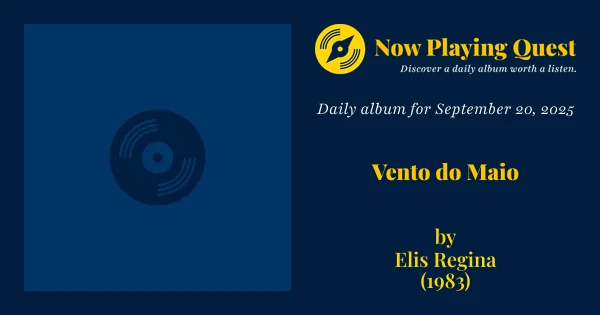 Now Playing Quest
Discover a daily album worth a listen.
Daily album for September 20, 2025
Vento do Maio
by
Elis Regina
(1983)